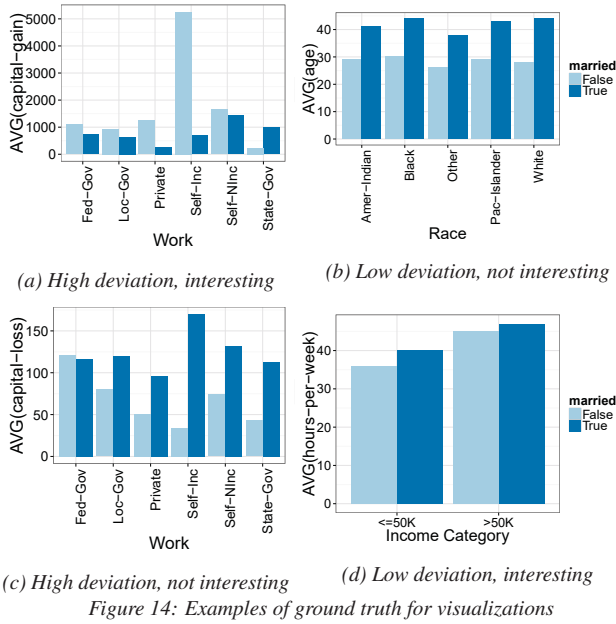 AVG(capital-gain)
5000
4000
3000
2000
1000
0
Fed-Gov
Loc-Gov
Private
Self-Inc
Self-NInc
State-Gov
Work
(a) High deviation, interesting
AVG(age)
40
30
20
10
0
Amer-Indian
Black
Other
Pac-Islander
White
Race
married
False
True
(b) Low deviation, not interesting
AVG(capital-loss)
150
100
50
0
Fed-Gov
Loc-Gov
Private
Self-Inc
Self-NInc
State-Gov
Work
(c) High deviation, not interesting
AVG(hours-per-week)
40
30
20
10
0
<=50K
>50K
Income Category
married
False
True
(d) Low deviation, interesting
Figure 14: Examples of ground truth for visualizations